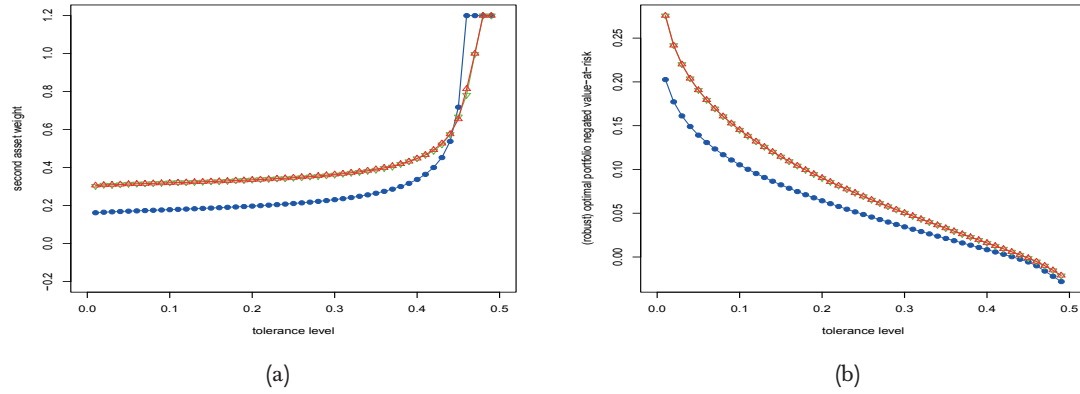 second asset weight
1.2
1.0
0.8
0.6
0.4
0.2
0.0
−0.2
0.0 0.1 0.2 0.3 0.4 0.5
tolerance level
(a)
(robust) optimal portfolio negated value−at−risk
0.25
0.20
0.15
0.10
0.05
0.00
0.0 0.1 0.2 0.3 0.4 0.5
tolerance level
(b)